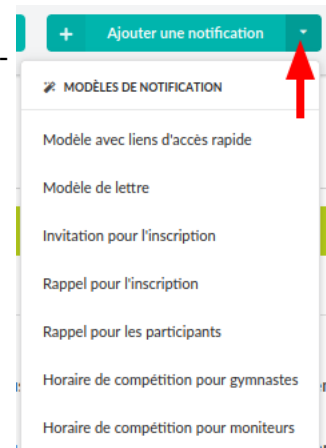 + Ajouter une notification
MODÈLES DE NOTIFICATION
Modèle avec liens d'accès rapide
Modèle de lettre
Invitation pour l'inscription
Rappel pour l'inscription
Rappel pour les participants
Horaire de compétition pour gymnastes
Horaire de compétition pour moniteurs